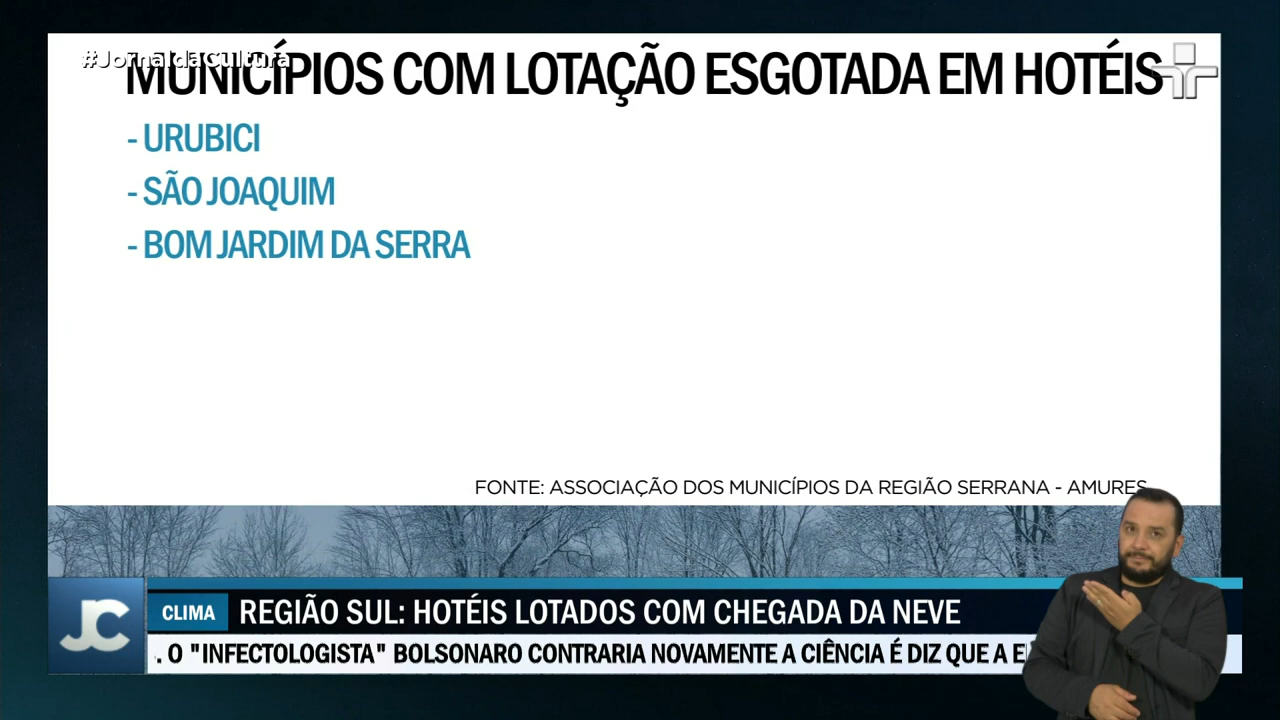 #JornaldaCultura
MUNICÍPIOS COM LOTAÇÃO ESGOTADA EM HOTÉIS
- URUBICI
- SÃO JOAQUIM
- BOM JARDIM DA SERRA
FONTE: ASSOCIAÇÃO DOS MUNICÍPIOS DA REGIÃO SERRANA - AMURES
JC
CLIMA
REGIÃO SUL: HOTÉIS LOTADOS COM CHEGADA DA NEVE
. O "INFECTOLOGISTA" BOLSONARO CONTRARIA NOVAMENTE A CIÊNCIA É DIZ QUE A